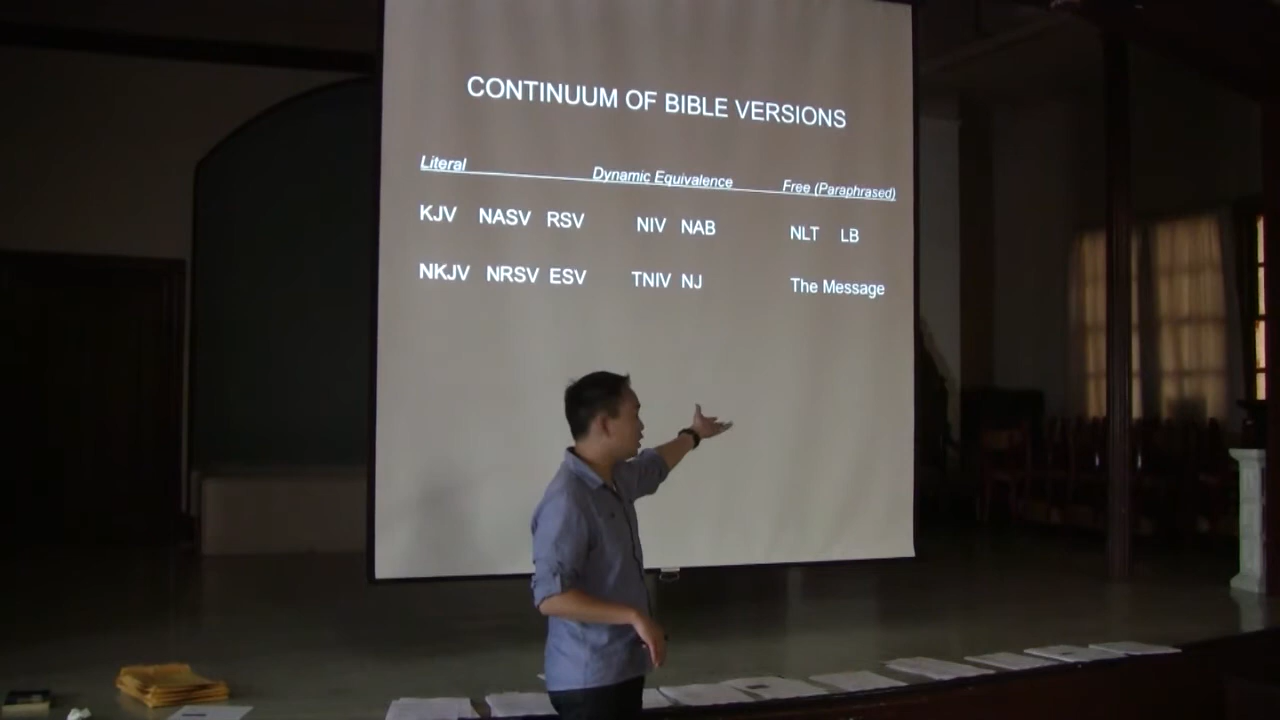 CONTINUUM OF BIBLE VERSIONS
Literal Dynamic Equivalence Free (Paraphrased)
KJV NASV RSV NIV NAB NLT LB
NKJV NRSV ESV TNIV NJ The Message